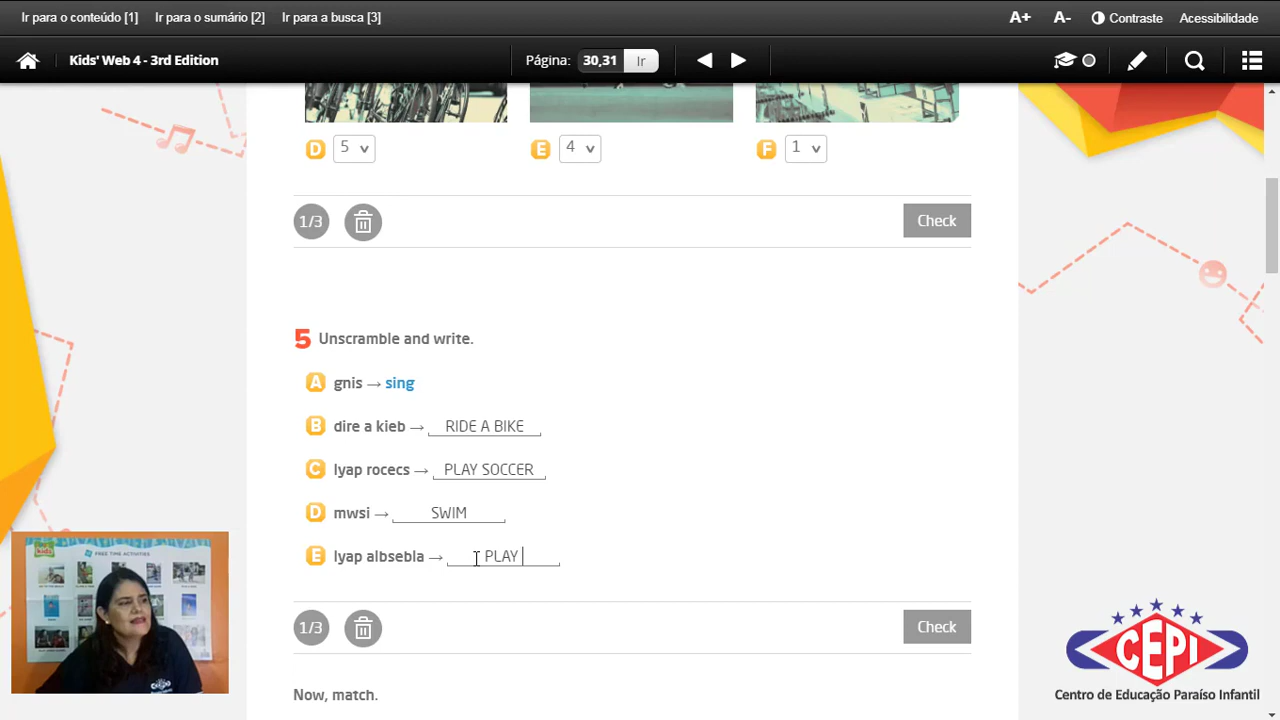 Ir para o conteúdo [1] Ir para o sumário [2] Ir para a busca [3] A+ A- Contraste Acessibilidade
Kids' Web 4 - 3rd Edition Página: 30,31 Ir
D 5 E 4 F 1
1/3 Check
5 Unscramble and write.
A gnis → sing
B dire a kieb → RIDE A BIKE
C lyap rocecs → PLAY SOCCER
D mwsi → SWIM
E lyap albsebla → PLAY
1/3 Check
Now, match.
FREE TIME ACTIVITIES
CEPI
Centro de Educação Paraíso Infantil